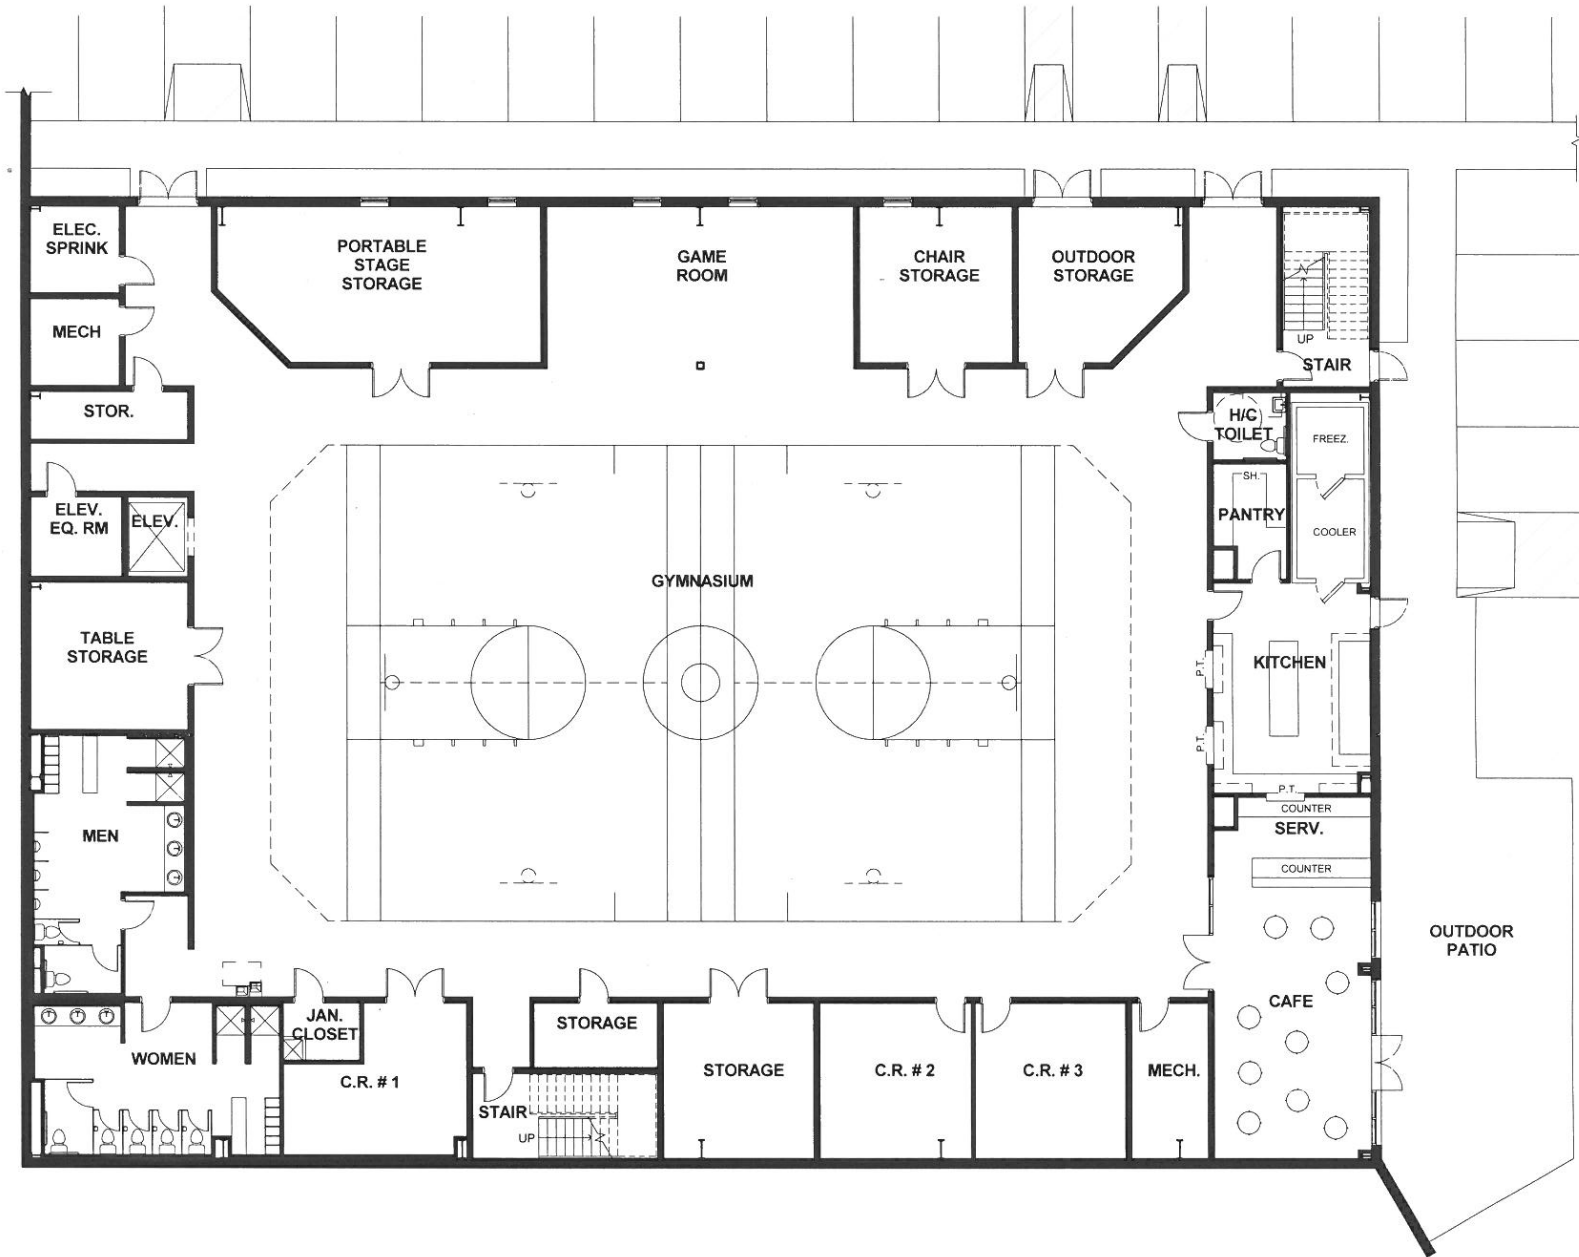 ELEC.
SPRINK
PORTABLE
STAGE
STORAGE
GAME
ROOM
CHAIR
STORAGE
OUTDOOR
STORAGE
MECH
UP
STAIR
STOR.
H/C
TOILET
FREEZ.
SH.
PANTRY
COOLER
ELEV.
EQ. RM
ELEV.
GYMNASIUM
TABLE
STORAGE
P.T.
KITCHEN
P.T.
P.T.
COUNTER
SERV.
MEN
COUNTER
OUTDOOR
PATIO
CAFE
JAN.
CLOSET
STORAGE
WOMEN
C.R. # 1
STORAGE
C.R. # 2
C.R. # 3
MECH.
STAIR
UP